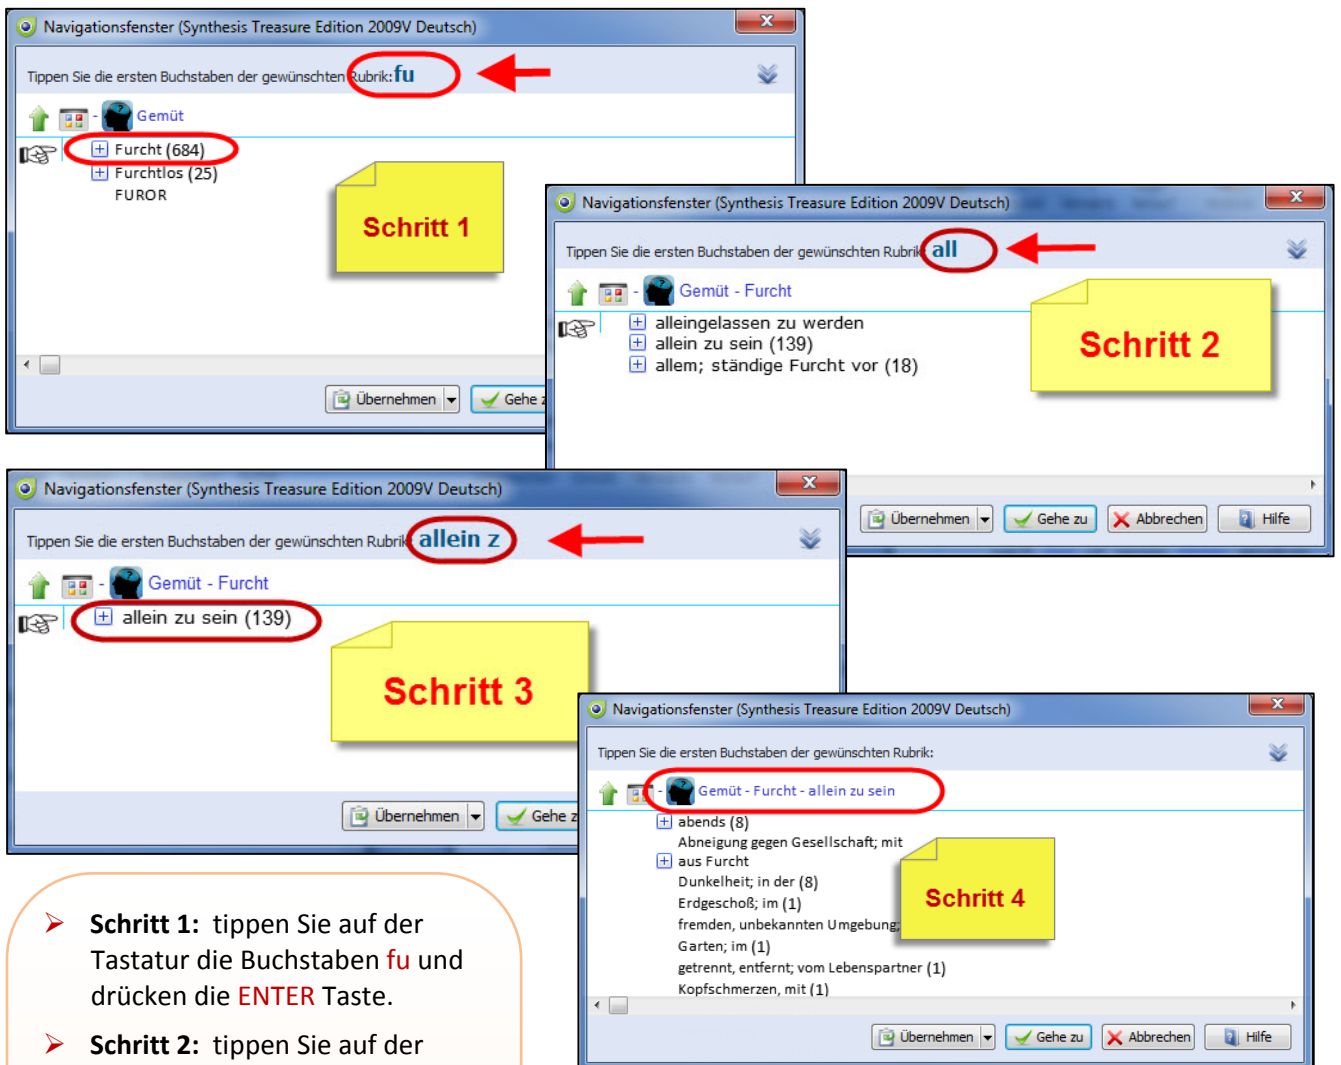 Navigationsfenster (Synthesis Treasure Edition 2009V Deutsch)
Tippen Sie die ersten Buchstaben der gewünschten Rubrik: fu
- Gemüt
Furcht (684)
Furchtlos (25)
FUROR
Schritt 1
Übernehmen
Gehe
Navigationsfenster (Synthesis Treasure Edition 2009V Deutsch)
Tippen Sie die ersten Buchstaben der gewünschten Rubrik all
- Gemüt - Furcht
alleingelassen zu werden
allein zu sein (139)
allem; ständige Furcht vor (18)
Schritt 2
Übernehmen
Gehe zu
Abbrechen
Hilfe
Navigationsfenster (Synthesis Treasure Edition 2009V Deutsch)
Tippen Sie die ersten Buchstaben der gewünschten Rubrik allein z
- Gemüt - Furcht
allein zu sein (139)
Schritt 3
Übernehmen
Gehe z
Navigationsfenster (Synthesis Treasure Edition 2009V Deutsch)
Tippen Sie die ersten Buchstaben der gewünschten Rubrik:
- Gemüt - Furcht - allein zu sein
abends (8)
Abneigung gegen Gesellschaft; mit
aus Furcht
Dunkelheit; in der (8)
Erdgeschoß; im (1)
fremden, unbekannten Umgebung;
Garten; im (1)
getrennt, entfernt; vom Lebenspartner (1)
Kopfschmerzen, mit (1)
Schritt 4
Übernehmen
Gehe zu
Abbrechen
Hilfe
➢ Schritt 1: tippen Sie auf der
Tastatur die Buchstaben fu und
drücken die ENTER Taste.
➢ Schritt 2: tippen Sie auf der